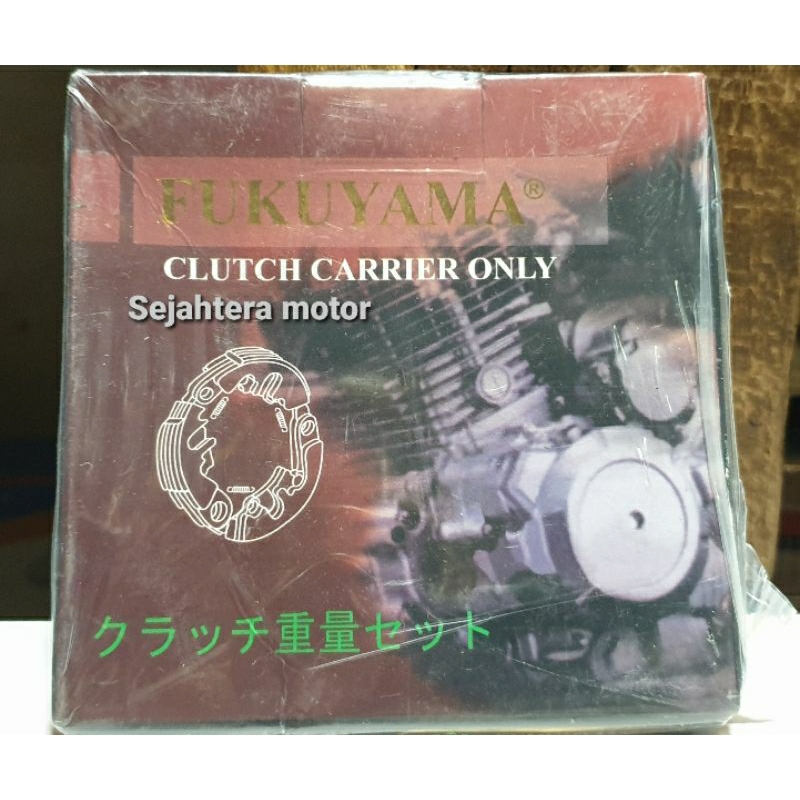 FUKUYAMA®
CLUTCH CARRIER ONLY
Sejahtera motor
クラッチ重量セット